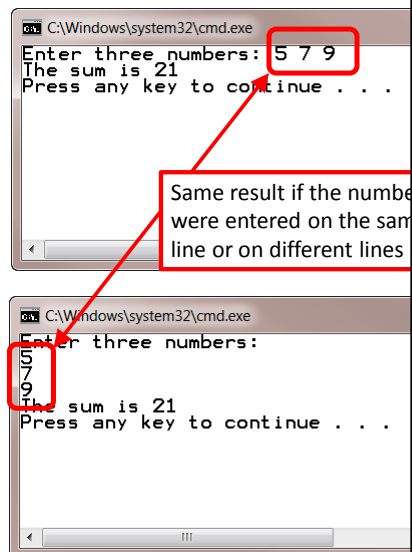 C:\Windows\system32\cmd.exe
Enter three numbers: 5 7 9
The sum is 21
Press any key to continue . . .
Same result if the numbe
were entered on the sam
line or on different lines
C:\Windows\system32\cmd.exe
Enter three numbers:
5
7
9
The sum is 21
Press any key to continue . . .